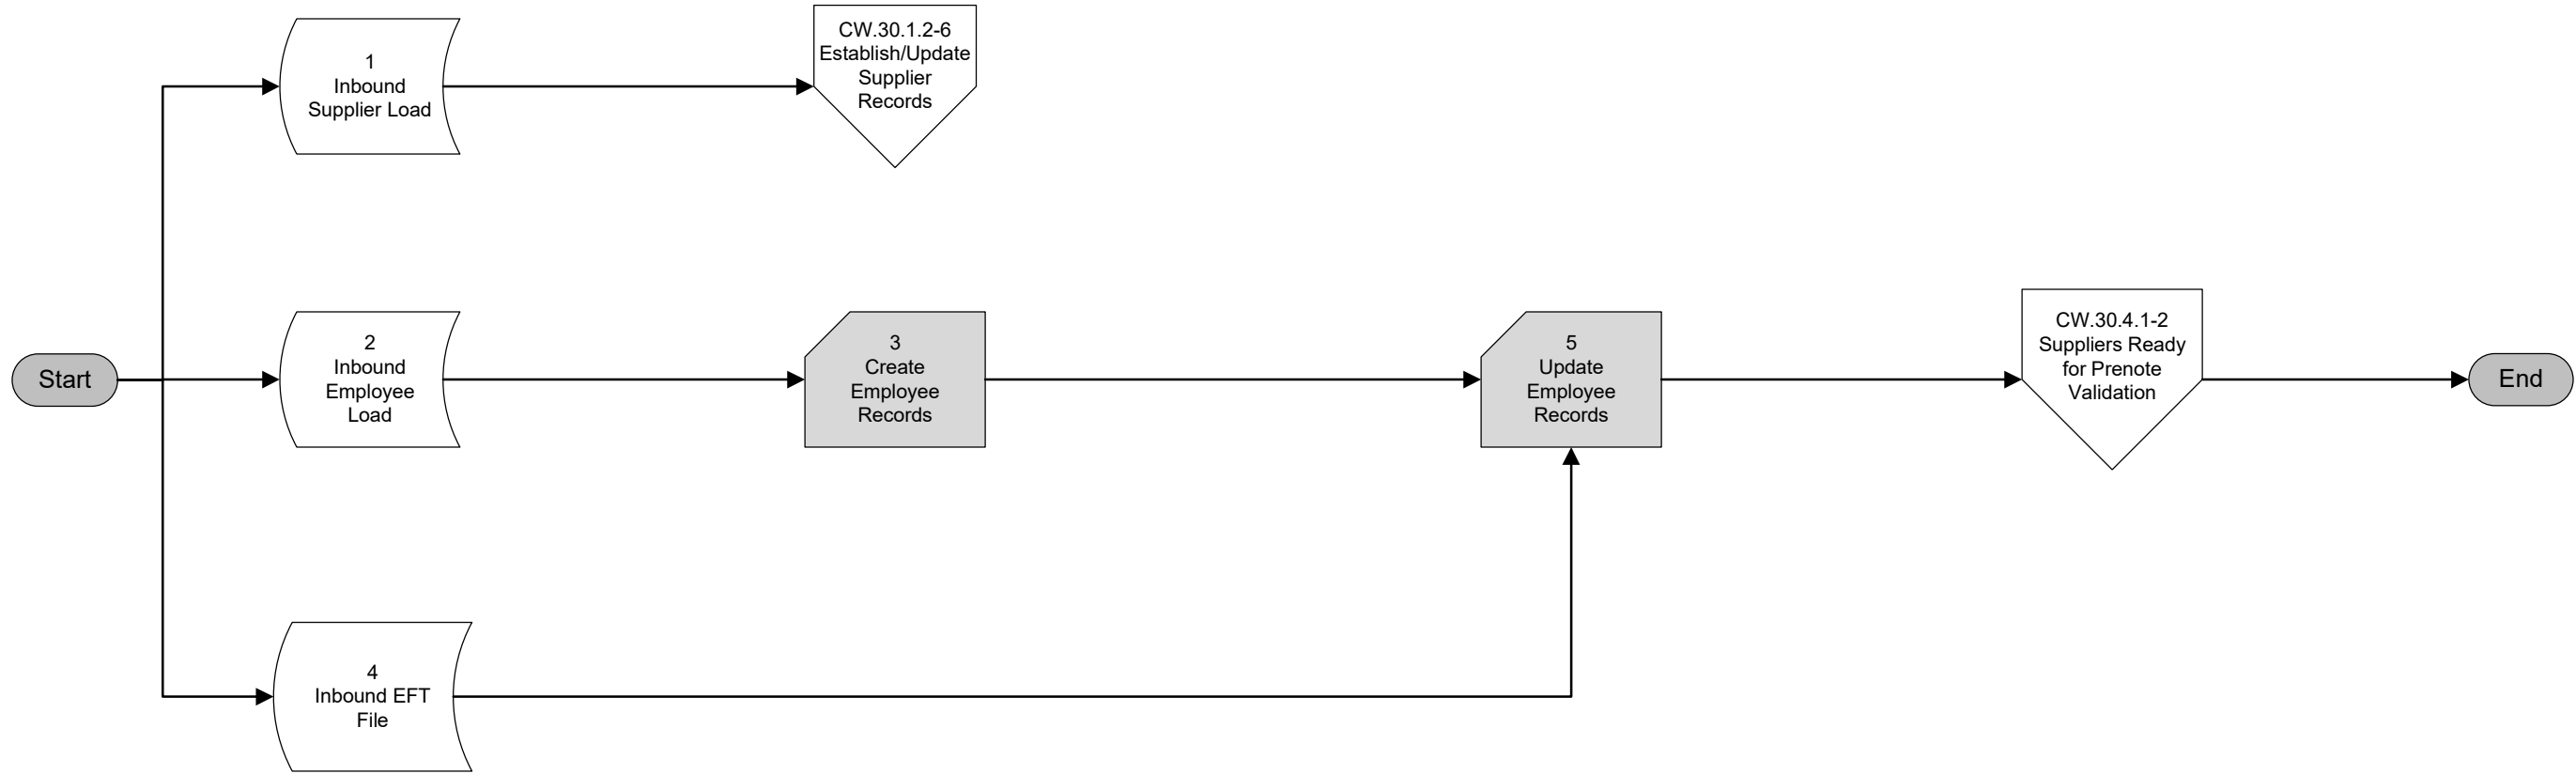 1
Inbound
Supplier Load
CW.30.1.2-6
Establish/Update
Supplier
Records
Start
2
Inbound
Employee
Load
3
Create
Employee
Records
5
Update
Employee
Records
CW.30.4.1-2
Suppliers Ready
for Prenote
Validation
End
4
Inbound EFT
File